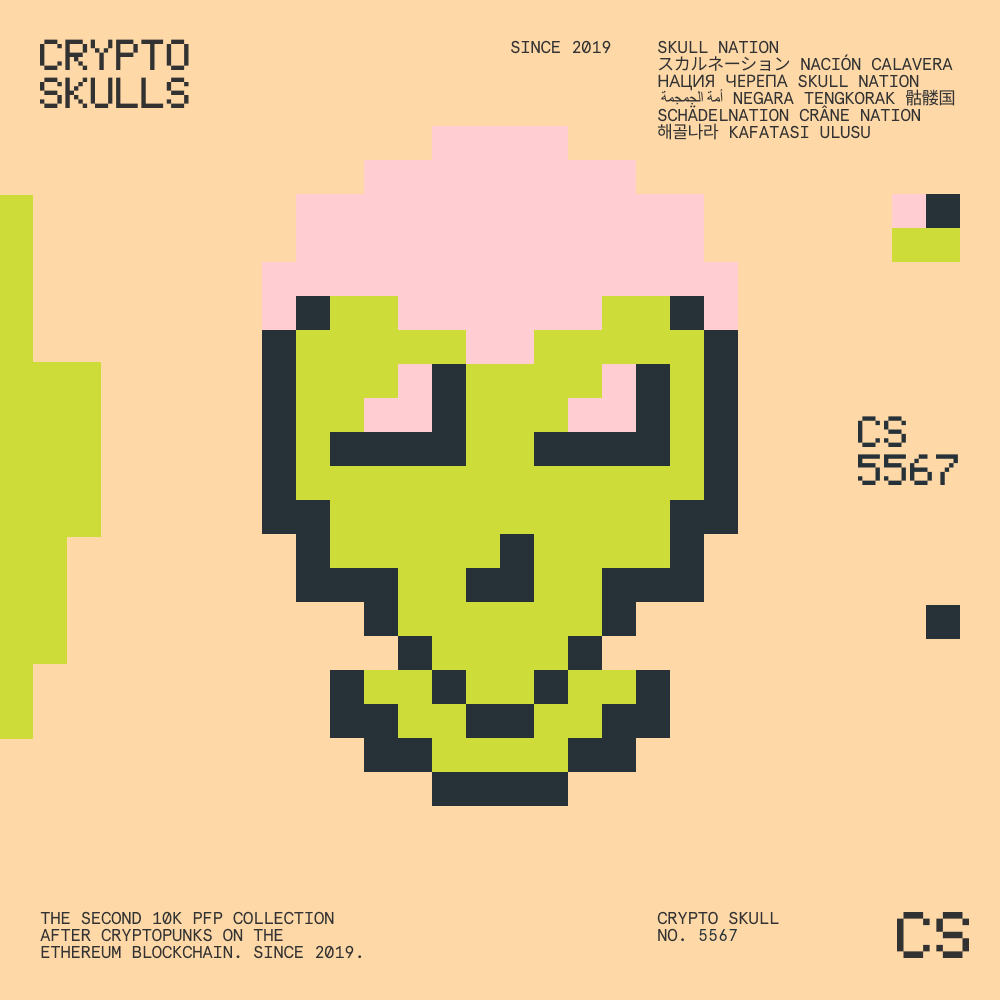 CRYPTO
SKULLS
SINCE 2019
SKULL NATION
スカルネーション NACIÓN CALAVERA
НАЦИЯ ЧЕРЕПА SKULL NATION
أمة الجمجمة NEGARA TENGKORAK 骷髅国
SCHÄDELNATION CRÂNE NATION
해골나라 KAFATASI ULUSU
CS
5567
THE SECOND 10K PFP COLLECTION
AFTER CRYPTOPUNKS ON THE
ETHEREUM BLOCKCHAIN. SINCE 2019.
CRYPTO SKULL
NO. 5567
CS